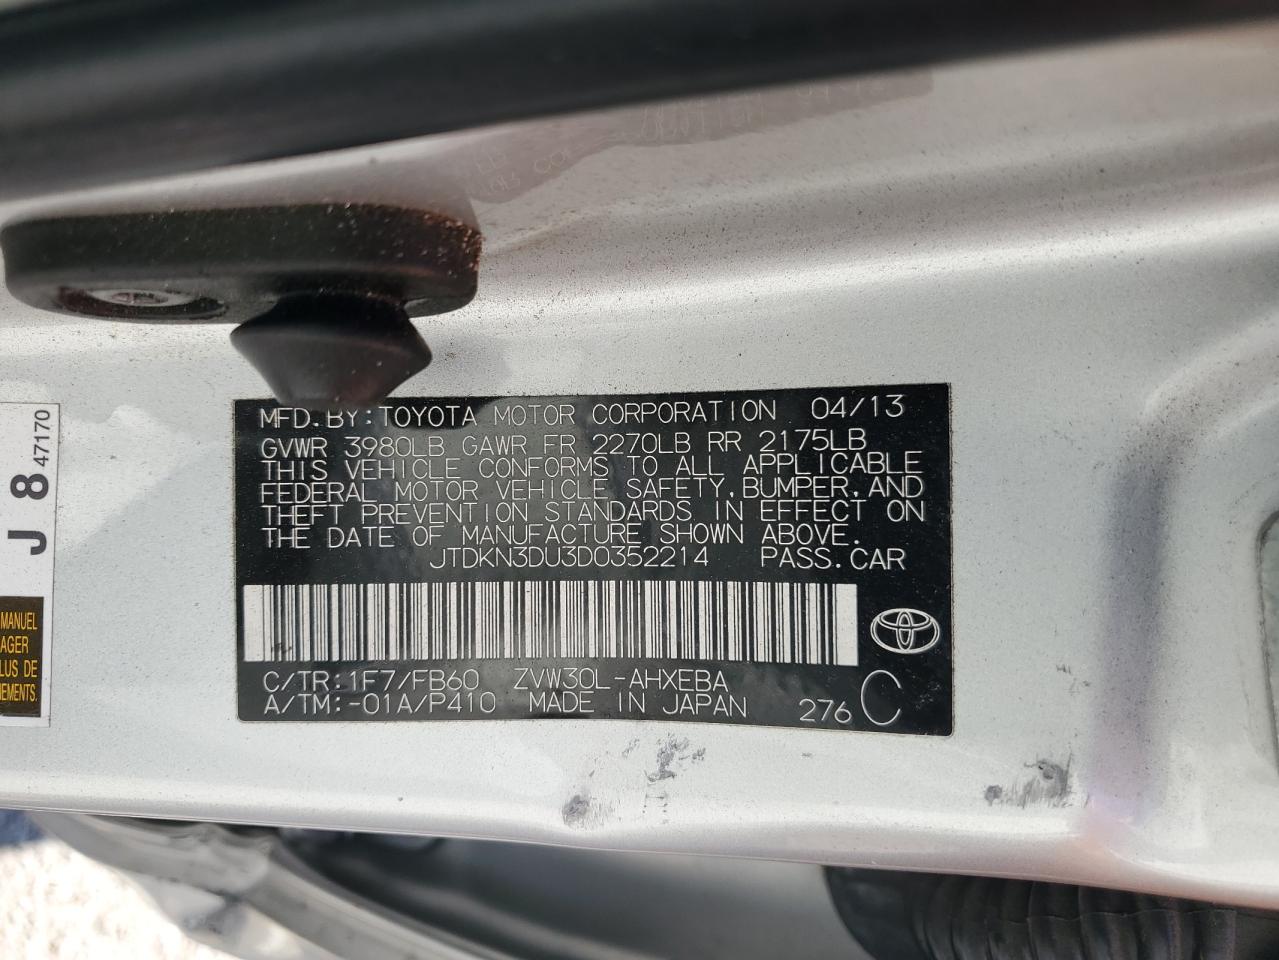 MFD.BY:TOYOTA MOTOR CORPORATION 04/13
GVWR 3980LB GAWR FR 2270LB RR 2175LB
THIS VEHICLE CONFORMS TO ALL APPLICABLE
FEDERAL MOTOR VEHICLE SAFETY,BUMPER,AND
THEFT PREVENTION STANDARDS IN EFFECT ON
THE DATE OF MANUFACTURE SHOWN ABOVE.
JTDKN3DU3D0352214 PASS.CAR
C/TR:1F7/FB60 ZVW30L-AHXEBA
A/TM:-01A/P410 MADE IN JAPAN 276 C
J 8 47170
MANUEL
AGER
LUS DE
NEMENTS.